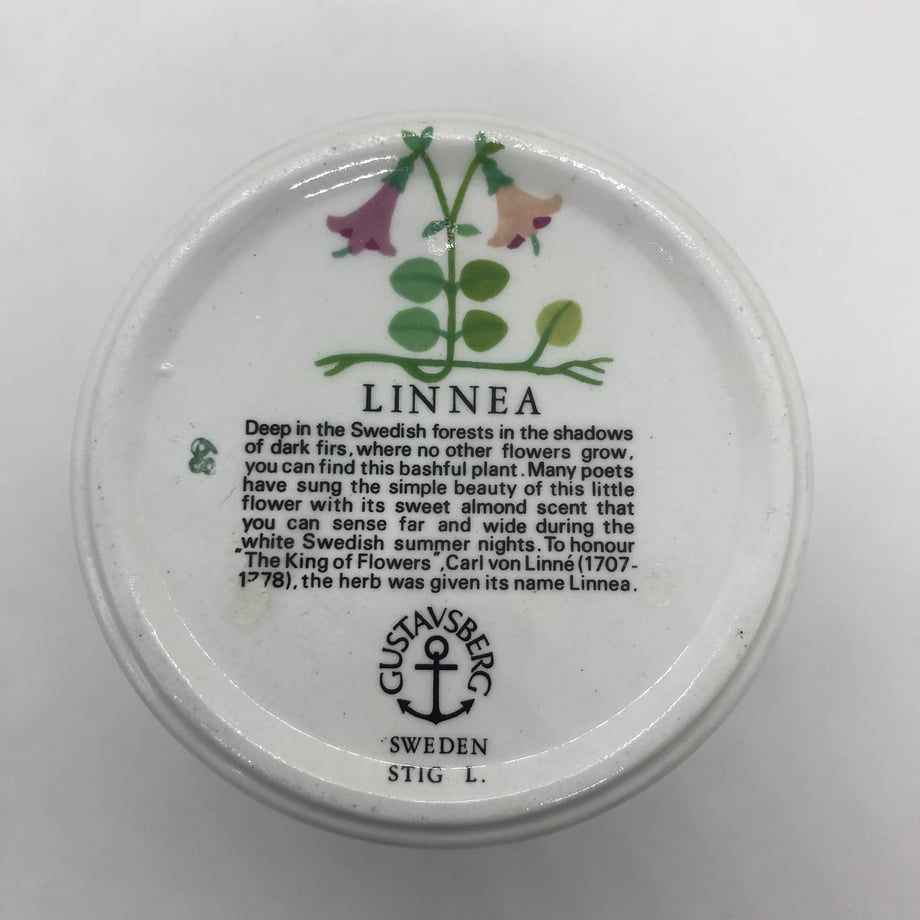 LINNEA
Deep in the Swedish forests in the shadows
of dark firs, where no other flowers grow,
you can find this bashful plant. Many poets
have sung the simple beauty of this little
flower with its sweet almond scent that
you can sense far and wide during the
white Swedish summer nights. To honour
"The King of Flowers", Carl von Linné (1707-
1778), the herb was given its name Linnea.
GUSTAVSBERG
SWEDEN
STIG L.